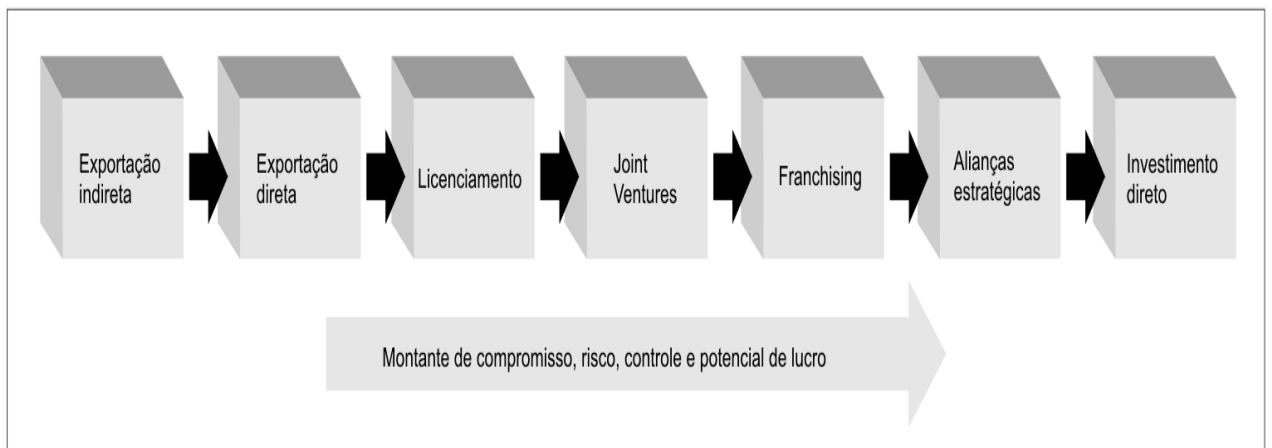 Exportação
indireta
Exportação
direta
Licenciamento
Joint
Ventures
Franchising
Alianças
estratégicas
Investimento
direto
Montante de compromisso, risco, controle e potencial de lucro